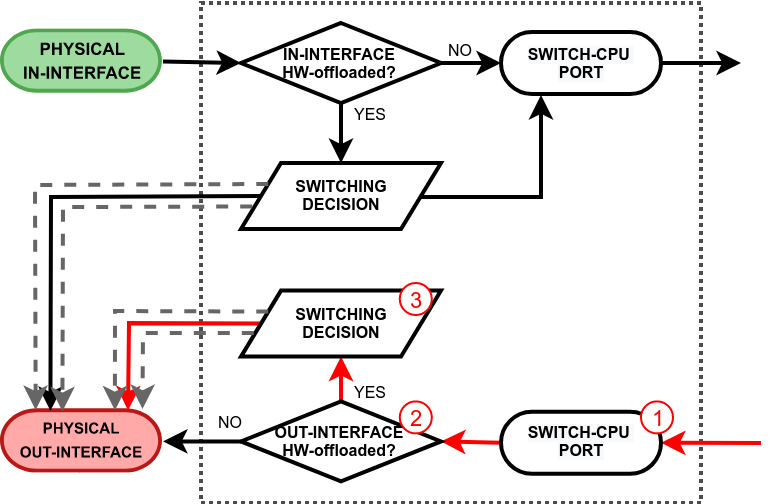 PHYSICAL
IN-INTERFACE
IN-INTERFACE
HW-offloaded?
NO
SWITCH-CPU
PORT
YES
SWITCHING
DECISION
SWITCHING
DECISION
3
YES
PHYSICAL
OUT-INTERFACE
NO
OUT-INTERFACE
HW-offloaded?
2
SWITCH-CPU
PORT
1